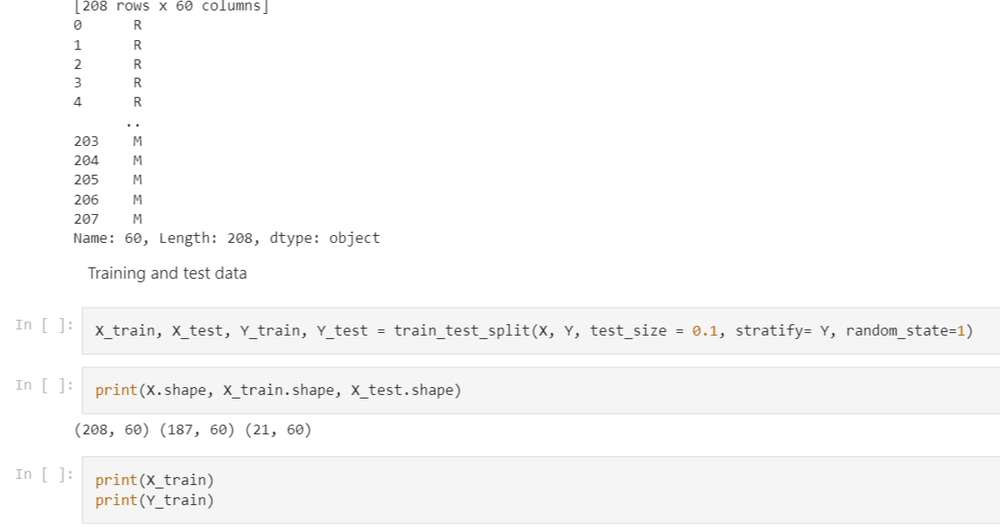 [208 rows x 60 columns]
0 R
1 R
2 R
3 R
4 R
..
203 M
204 M
205 M
206 M
207 M
Name: 60, Length: 208, dtype: object
Training and test data
In [ ]: X_train, X_test, Y_train, Y_test = train_test_split(X, Y, test_size = 0.1, stratify= Y, random_state=1)
In [ ]: print(X.shape, X_train.shape, X_test.shape)
(208, 60) (187, 60) (21, 60)
In [ ]: print(X_train)
print(Y_train)